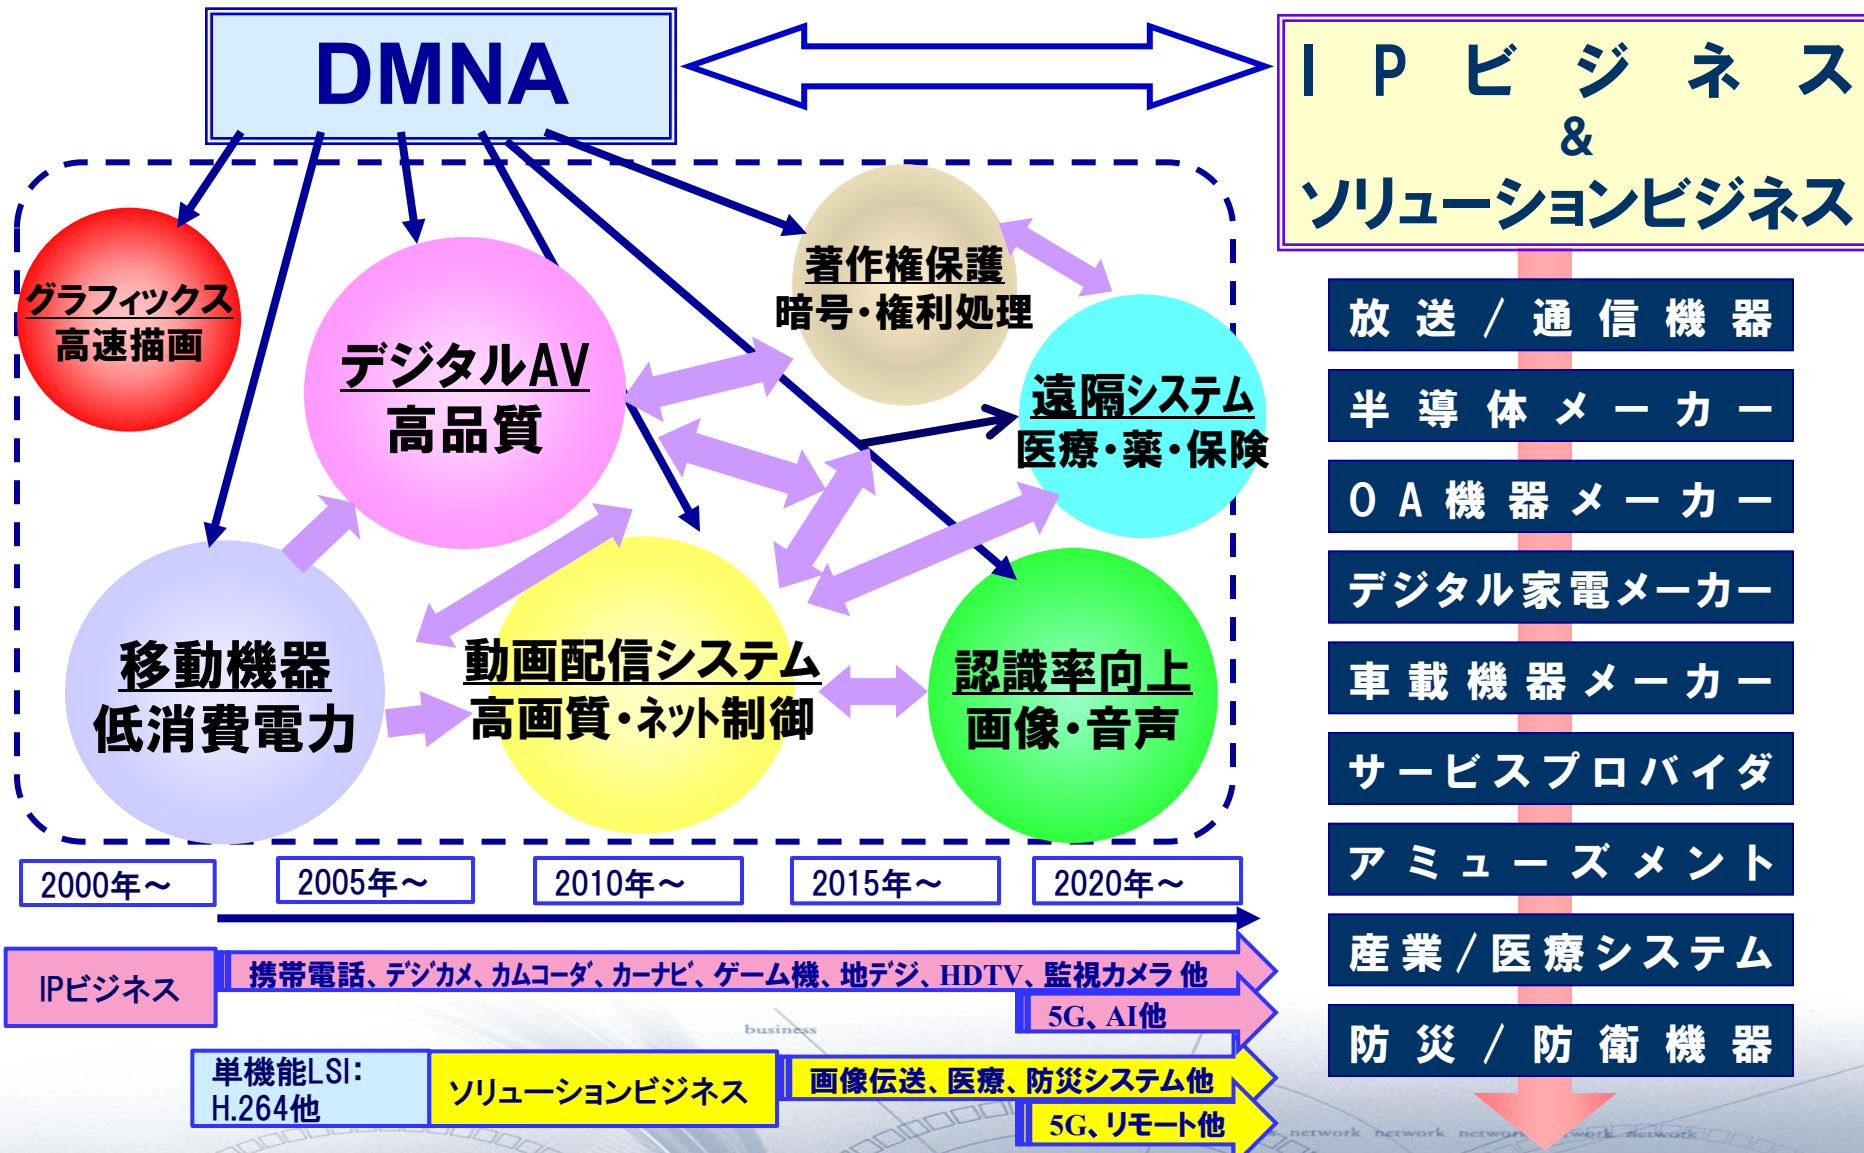 DMNA
IPビジネス
&
ソリューションビジネス
グラフィックス
高速描画
デジタルAV
高品質
著作権保護
暗号・権利処理
遠隔システム
医療・薬・保険
移動機器
低消費電力
動画配信システム
高画質・ネット制御
認識率向上
画像・音声
放送/通信機器
半導体メーカー
OA機器メーカー
デジタル家電メーカー
車載機器メーカー
サービスプロバイダ
アミューズメント
産業/医療システム
防災/防衛機器
2000年～
2005年～
2010年～
2015年～
2020年～
IPビジネス
携帯電話、デジカメ、カムコーダ、カーナビ、ゲーム機、地デジ、HDTV、監視カメラ 他
5G、AI他
business
単機能LSI：
H.264他
ソリューションビジネス
画像伝送、医療、防災システム他
5G、リモート他
network network network network network